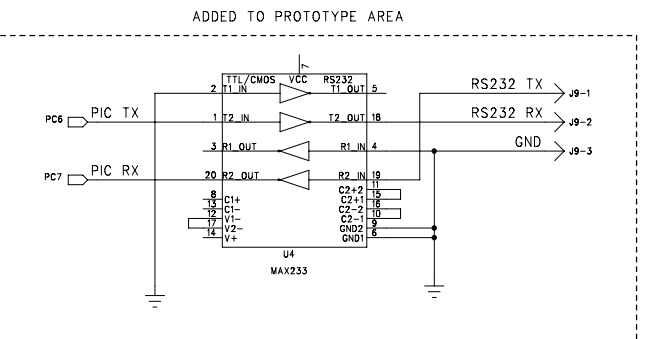 ADDED TO PROTOTYPE AREA
7
TTL/CMOS VCC RS232
2 T1_IN T1_OUT 5
RS232 TX J9-1
PC6 PIC TX
1 T2_IN T2_OUT 18
RS232 RX J9-2
3 R1_OUT R1_IN 4
GND J9-3
PC7 PIC RX
20 R2_OUT R2_IN 19
8 C1+
13 C1-
12 V1-
17 V2-
14 V+
C2+2 11
C2+1 15
C2-2 16
C2-1 10
GND2 9
GND1 6
U4
MAX233